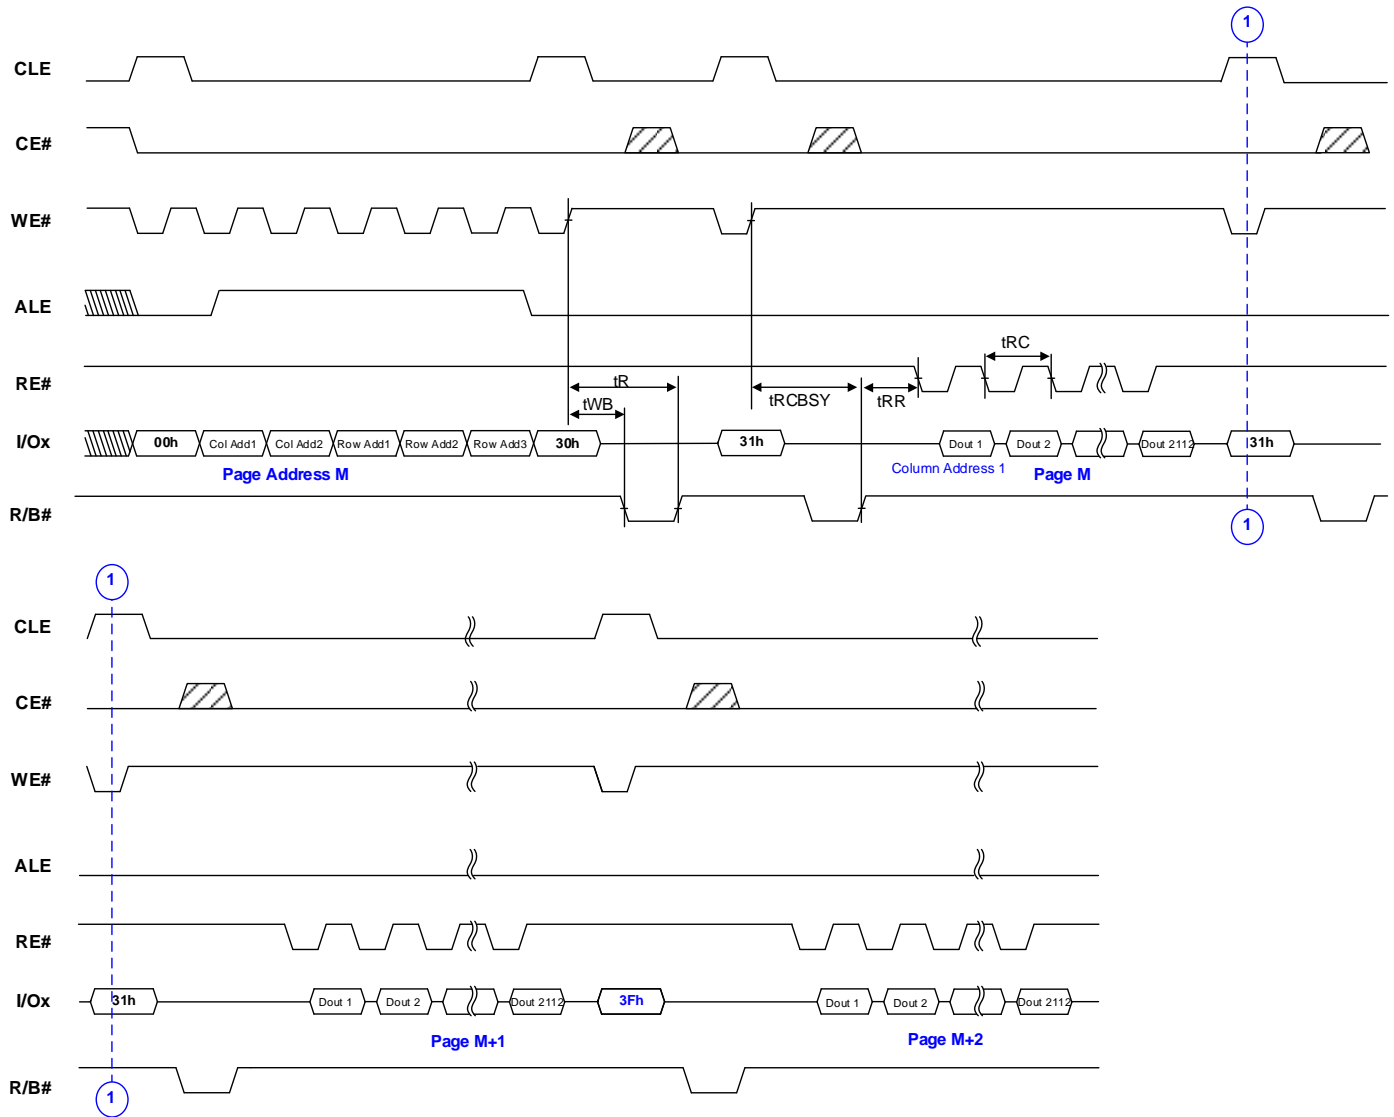 1
CLE
CE#
WE#
ALE
tRC
RE#
tR
tWB
tRCBSY
tRR
I/Ox
00h
Col Add1
Col Add2
Row Add1
Row Add2
Row Add3
30h
31h
Dout 1
Dout 2
Dout 2112
31h
Page Address M
Column Address 1
Page M
R/B#
1
1
CLE
CE#
WE#
ALE
RE#
I/Ox
31h
Dout 1
Dout 2
Dout 2112
3Fh
Dout 1
Dout 2
Dout 2112
Page M+1
Page M+2
R/B#
1